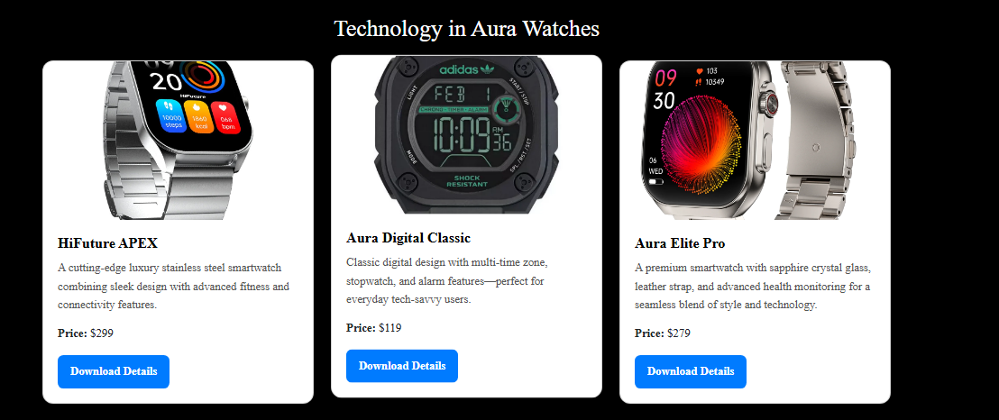 Technology in Aura Watches
20
HiFuture
10000
steps
1860
kcal
068
bpm
HiFuture APEX
A cutting-edge luxury stainless steel smartwatch
combining sleek design with advanced fitness and
connectivity features.
Price: $299
Download Details
adidas
LIGHT
START/STOP
FEB 1
CHRONO - TIMER - ALARM
10:09 AM
36
MODE
SPL/RST/SET
SHOCK
RESISTANT
Aura Digital Classic
Classic digital design with multi-time zone,
stopwatch, and alarm features—perfect for
everyday tech-savvy users.
Price: $119
Download Details
09
30
103
10349
06
WED
Aura Elite Pro
A premium smartwatch with sapphire crystal glass,
leather strap, and advanced health monitoring for a
seamless blend of style and technology.
Price: $279
Download Details